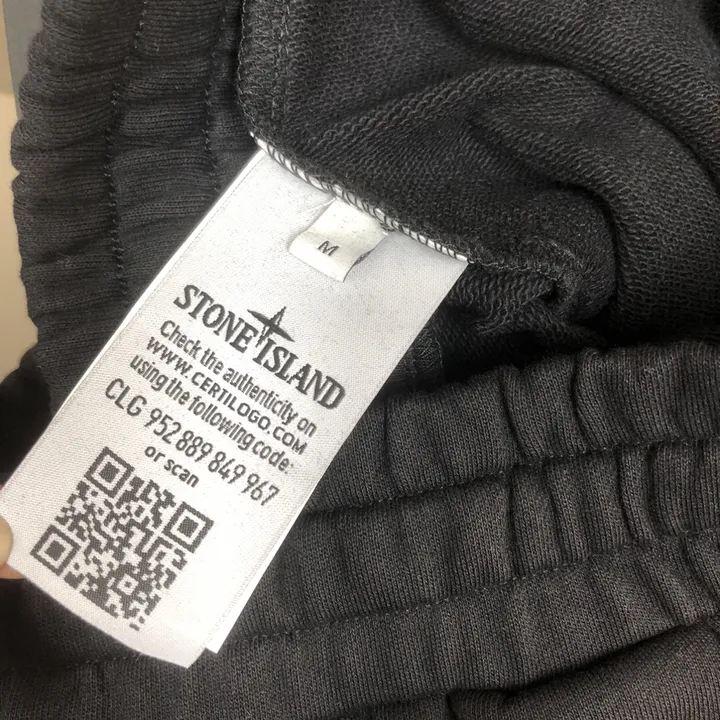 M
STONE ISLAND
Check the authenticity on
WWW.CERTILOGO.COM
using the following code:
CLG 952 889 849 967
or scan